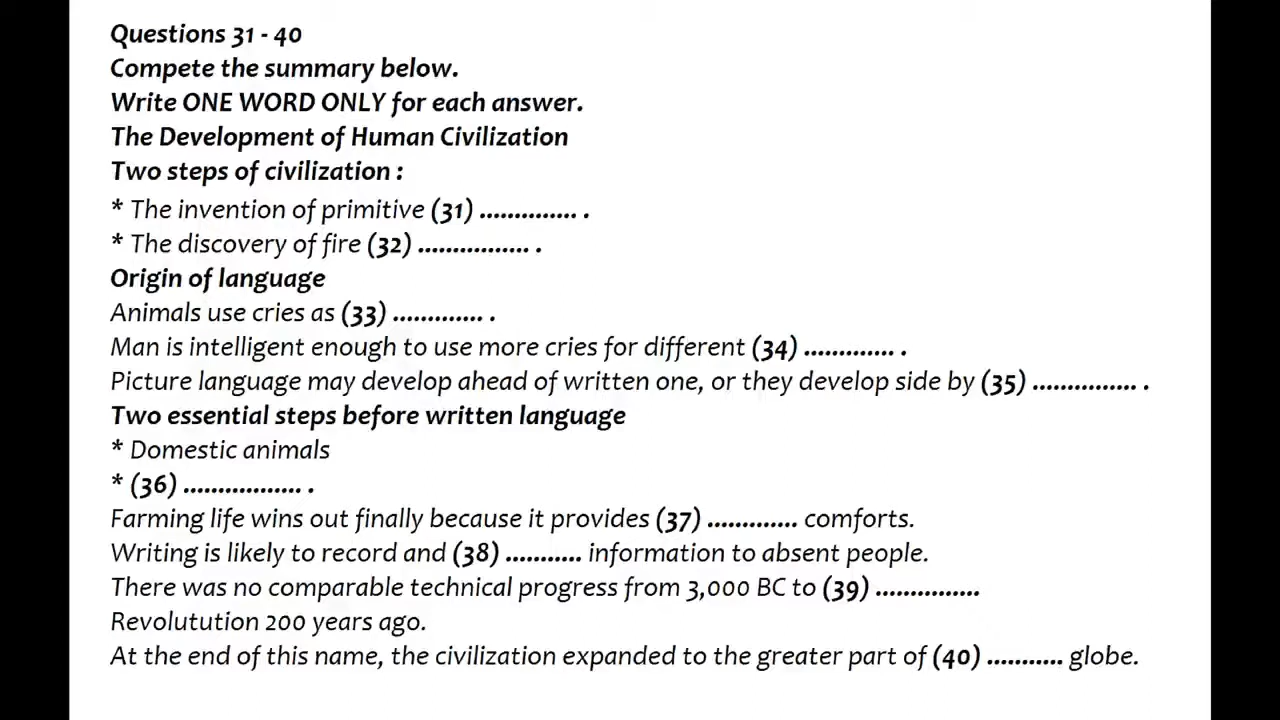 Questions 31 - 40
Compete the summary below.
Write ONE WORD ONLY for each answer.
The Development of Human Civilization
Two steps of civilization :
* The invention of primitive (31) .............. .
* The discovery of fire (32) ................ .
Origin of language
Animals use cries as (33) ............. .
Man is intelligent enough to use more cries for different (34) ............. .
Picture language may develop ahead of written one, or they develop side by (35) ............... .
Two essential steps before written language
* Domestic animals
* (36) ................. .
Farming life wins out finally because it provides (37) ............. comforts.
Writing is likely to record and (38) ........... information to absent people.
There was no comparable technical progress from 3,000 BC to (39) ...............
Revolutution 200 years ago.
At the end of this name, the civilization expanded to the greater part of (40) ........... globe.